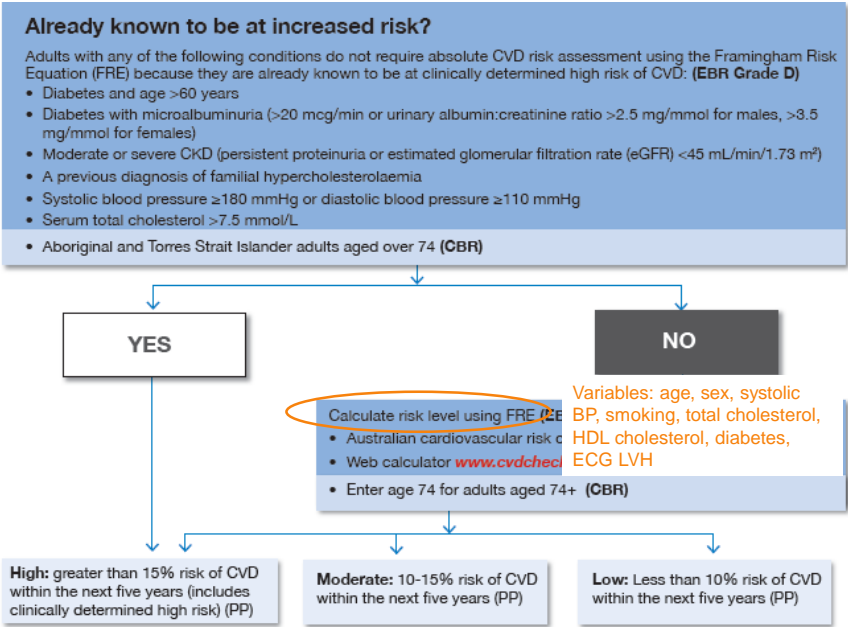 Already known to be at increased risk?
Adults with any of the following conditions do not require absolute CVD risk assessment using the Framingham Risk
Equation (FRE) because they are already known to be at clinically determined high risk of CVD: (EBR Grade D)
• Diabetes and age >60 years
• Diabetes with microalbuminuria (>20 mcg/min or urinary albumin:creatinine ratio >2.5 mg/mmol for males, >3.5
mg/mmol for females)
• Moderate or severe CKD (persistent proteinuria or estimated glomerular filtration rate (eGFR) <45 mL/min/1.73 m²)
• A previous diagnosis of familial hypercholesterolaemia
• Systolic blood pressure ≥180 mmHg or diastolic blood pressure ≥110 mmHg
• Serum total cholesterol >7.5 mmol/L
• Aboriginal and Torres Strait Islander adults aged over 74 (CBR)
YES
NO
Calculate risk level using FRE
• Australian cardiovascular risk
• Web calculator
• Enter age 74 for adults aged 74+ (CBR)
Variables: age, sex, systolic
BP, smoking, total cholesterol,
HDL cholesterol, diabetes,
ECG LVH
High: greater than 15% risk of CVD
within the next five years (includes
clinically determined high risk) (PP)
Moderate: 10-15% risk of CVD
within the next five years (PP)
Low: Less than 10% risk of CVD
within the next five years (PP)